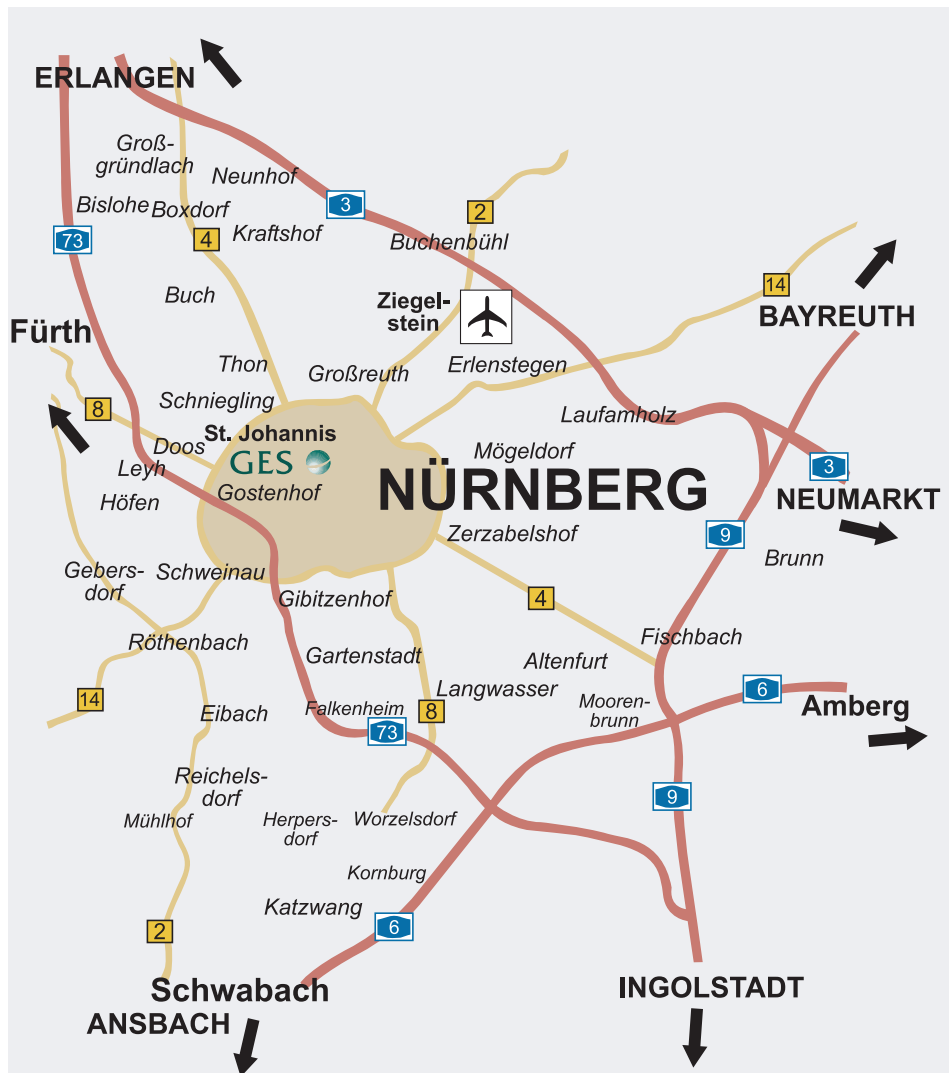 ERLANGEN
Groß-
gründlach
Neunhof
Bislohe
Boxdorf
3
2
73
4
Kraftshof
Buchenbühl
Buch
Ziegel-
stein
14
BAYREUTH
Fürth
Thon
Großreuth
Erlenstegen
8
Schniegling
Laufamholz
St. Johannis
Doos
GES
Mögeldorf
Leyh
Gostenhof
NÜRNBERG
3
NEUMARKT
Höfen
Zerzabelshof
9
Brunn
Gebers-
dorf
Schweinau
Gibitzenhof
4
Röthenbach
Fischbach
Gartenstadt
Altenfurt
14
Langwasser
6
Eibach
Falkenheim
8
Mooren-
brunn
Amberg
73
Reichels-
dorf
9
Mühlhof
Herpers-
dorf
Worzelsdorf
Kornburg
Katzwang
6
2
Schwabach
INGOLSTADT
ANSBACH